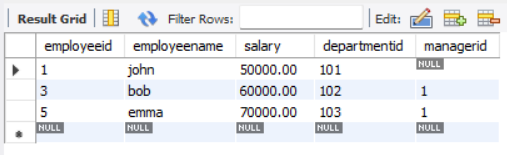 Result Grid Filter Rows: Edit:
employeeid employeename salary departmentid managerid
1 john 50000.00 101 NULL
3 bob 60000.00 102 1
5 emma 70000.00 103 1
NULL NULL NULL NULL NULL